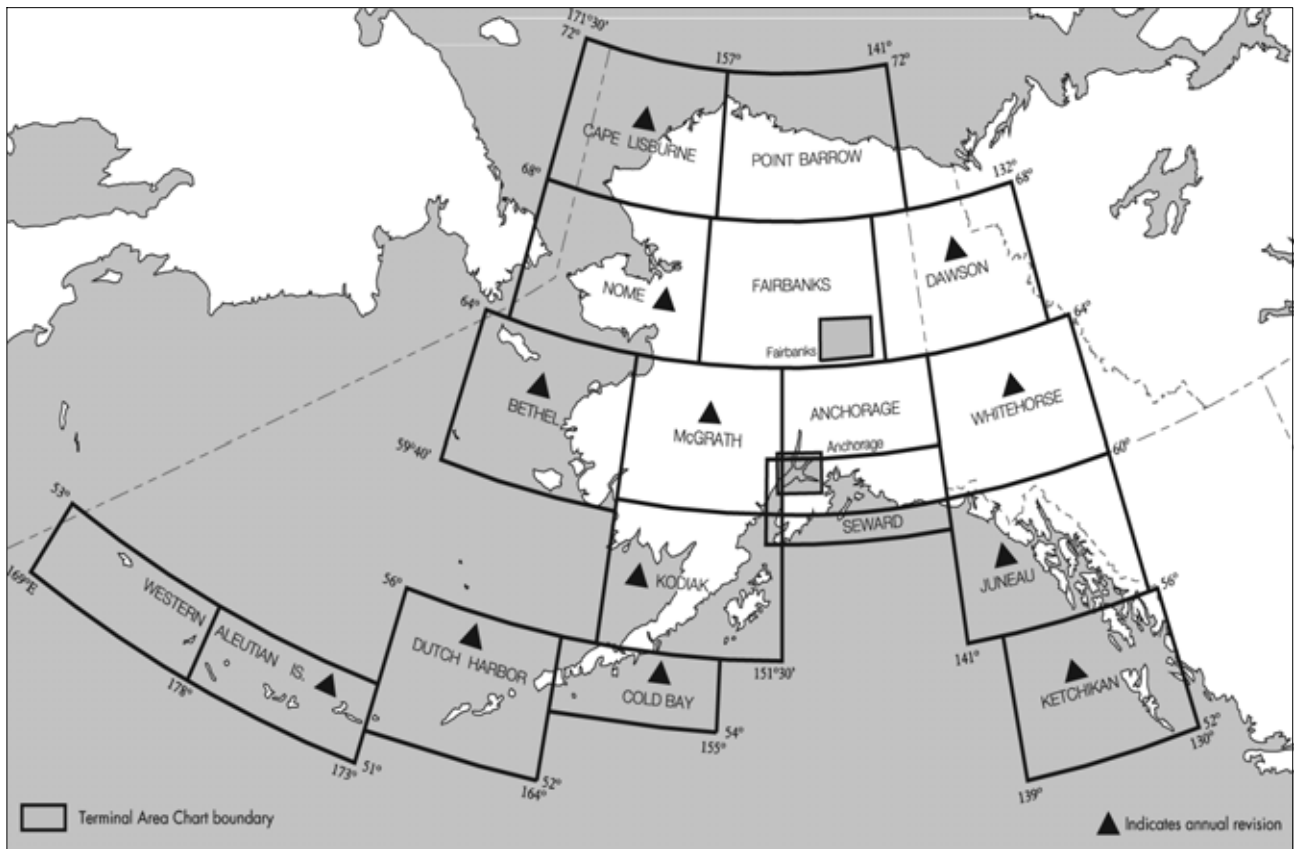 171°30'
72°
157°
141°
72°
CAPE LISBURNE
POINT BARROW
68°
132°
68°
NOME
FAIRBANKS
DAWSON
64°
Fairbanks
64°
BETHEL
McGRATH
ANCHORAGE
WHITEHORSE
Anchorage
59°40'
60°
53°
SEWARD
169°E
WESTERN
ALEUTIAN IS.
56°
KODIAK
JUNEAU
56°
DUTCH HARBOR
COLD BAY
151°30'
141°
KETCHIKAN
178°
173°
51°
164°
52°
155°
54°
52°
130°
139°
Terminal Area Chart boundary
Indicates annual revision